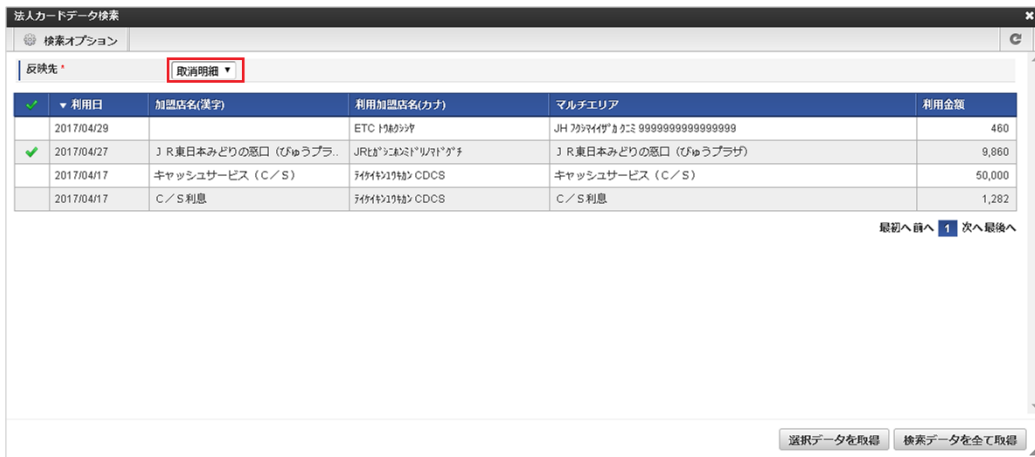 法人カードデータ検索
検索オプション
反映先 * 取消明細 ▼
▼ 利用日 加盟店名(漢字) 利用加盟店名(カナ) マルチエリア 利用金額
2017/04/29 ETC ﾄｳﾎｸｼｼﾔ JH ﾌｸｼﾏｲｲｻﾞｶ ｸﾆﾐ 9999999999999999 460
2017/04/27 ＪＲ東日本みどりの窓口（びゅうプラ.. JRﾋｶﾞｼﾆﾎﾝﾐﾄﾞﾘﾉﾏﾄﾞｸﾞﾁ ＪＲ東日本みどりの窓口（びゅうプラザ） 9,860
2017/04/17 キャッシュサービス（Ｃ／Ｓ） ﾃｲｹｲｷﾝﾕｳｷｶﾝ CDCS キャッシュサービス（Ｃ／Ｓ） 50,000
2017/04/17 Ｃ／Ｓ利息 ﾃｲｹｲｷﾝﾕｳｷｶﾝ CDCS Ｃ／Ｓ利息 1,282
最初へ 前へ 1 次へ 最後へ
選択データを取得 検索データを全て取得